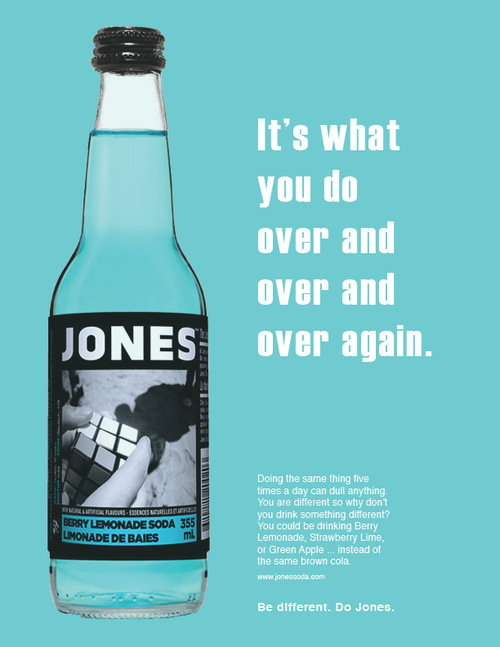 It's what
you do
over and
over and
over again.
JONES
WITH NATURAL & ARTIFICIAL FLAVOURS - ESSENCES NATURELLES ET ARTIFICIELLES
BERRY LEMONADE SODA 355
LIMONADE DE BAIES mL
Doing the same thing five
times a day can dull anything.
You are different so why don't
you drink something different?
You could be drinking Berry
Lemonade, Strawberry Lime,
or Green Apple ... instead of
the same brown cola.
www.jonessoda.com
Be different. Do Jones.